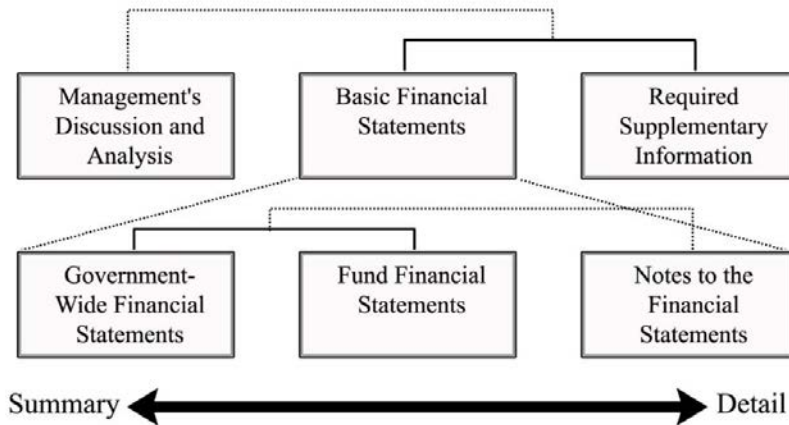 Management's
Discussion and
Analysis
Basic Financial
Statements
Required
Supplementary
Information
Government-
Wide Financial
Statements
Fund Financial
Statements
Notes to the
Financial
Statements
Summary
Detail